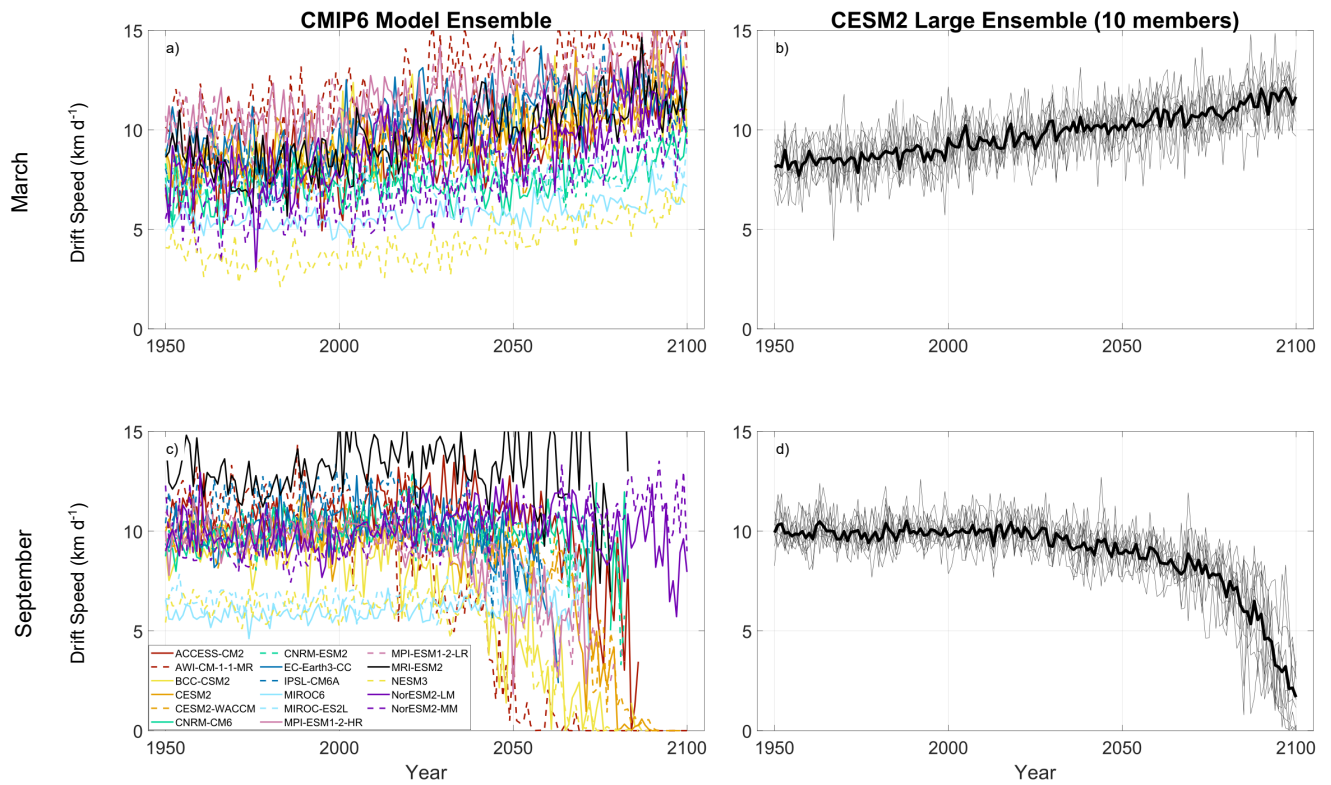 CMIP6 Model Ensemble
CESM2 Large Ensemble (10 members)
March
Drift Speed (km d⁻¹)
15
10
5
0
a)
1950
2000
2050
2100
15
10
5
0
b)
1950
2000
2050
2100
September
Drift Speed (km d⁻¹)
15
10
5
0
c)
ACCESS-CM2
AWI-CM-1-1-MR
BCC-CSM2
CESM2
CESM2-WACCM
CNRM-CM6
CNRM-ESM2
EC-Earth3-CC
IPSL-CM6A
MIROC6
MIROC-ES2L
MPI-ESM1-2-HR
MPI-ESM1-2-LR
MRI-ESM2
NESM3
NorESM2-LM
NorESM2-MM
1950
2000
2050
2100
Year
15
10
5
0
d)
1950
2000
2050
2100
Year